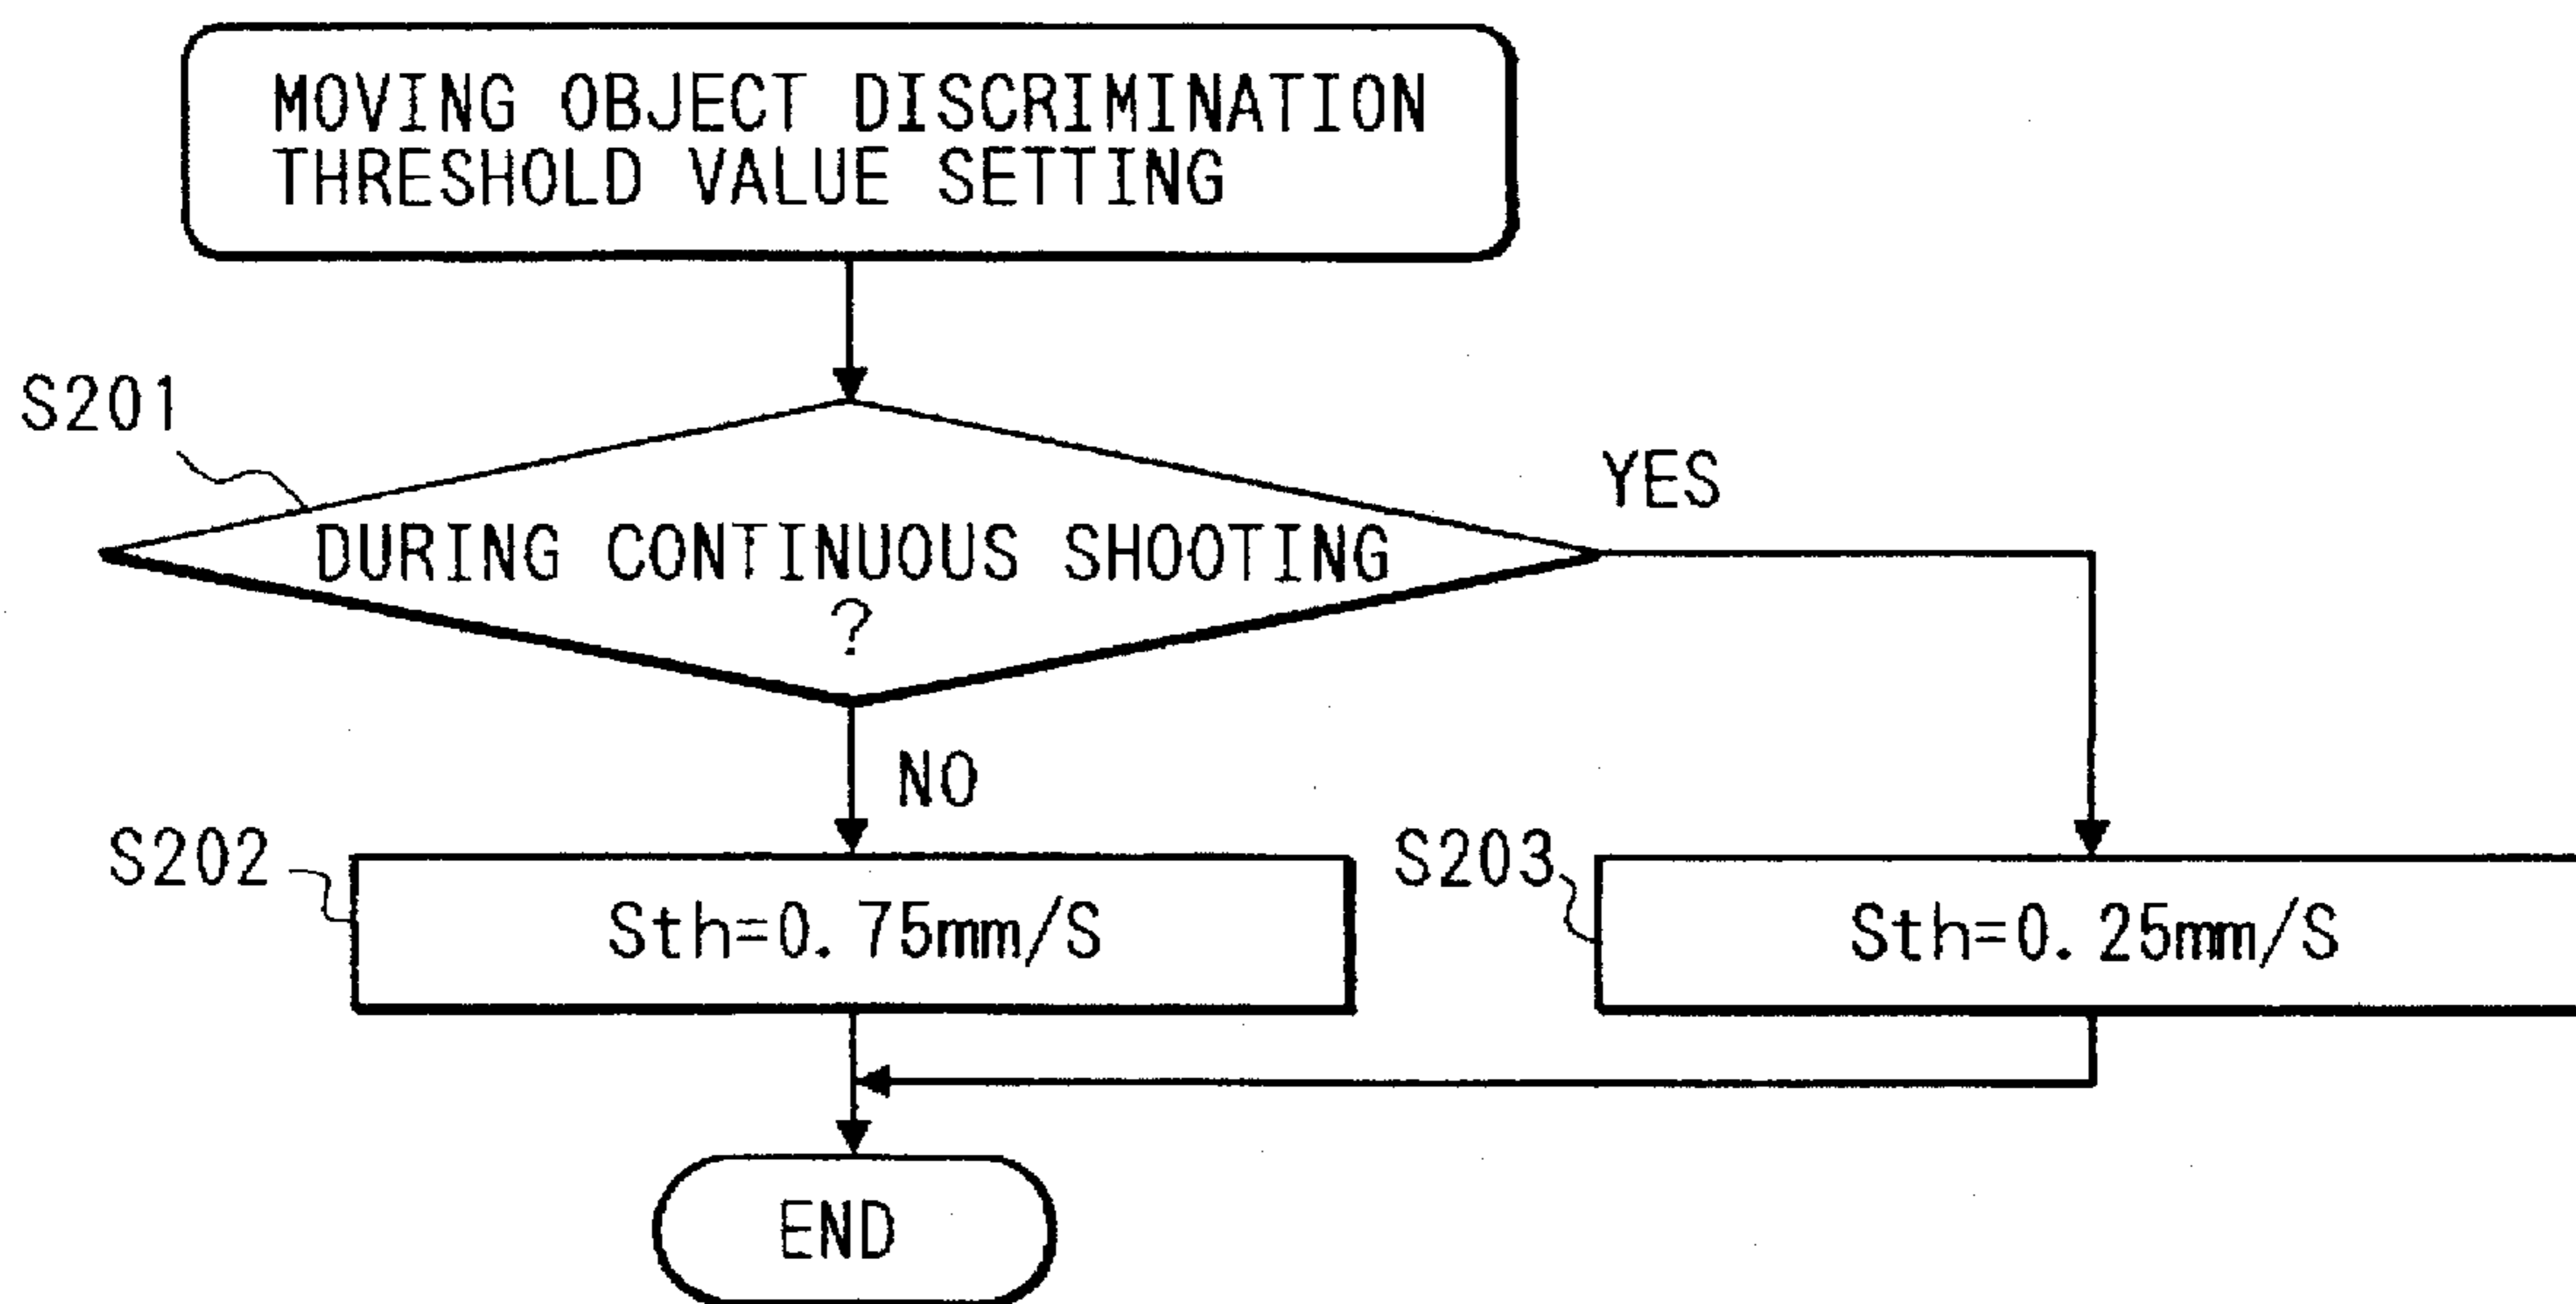 MOVING OBJECT DISCRIMINATION
THRESHOLD VALUE SETTING
S201
YES
DURING CONTINUOUS SHOOTING
?
NO
S202
Sth=0.75mm/S
S203
Sth=0.25mm/S
END